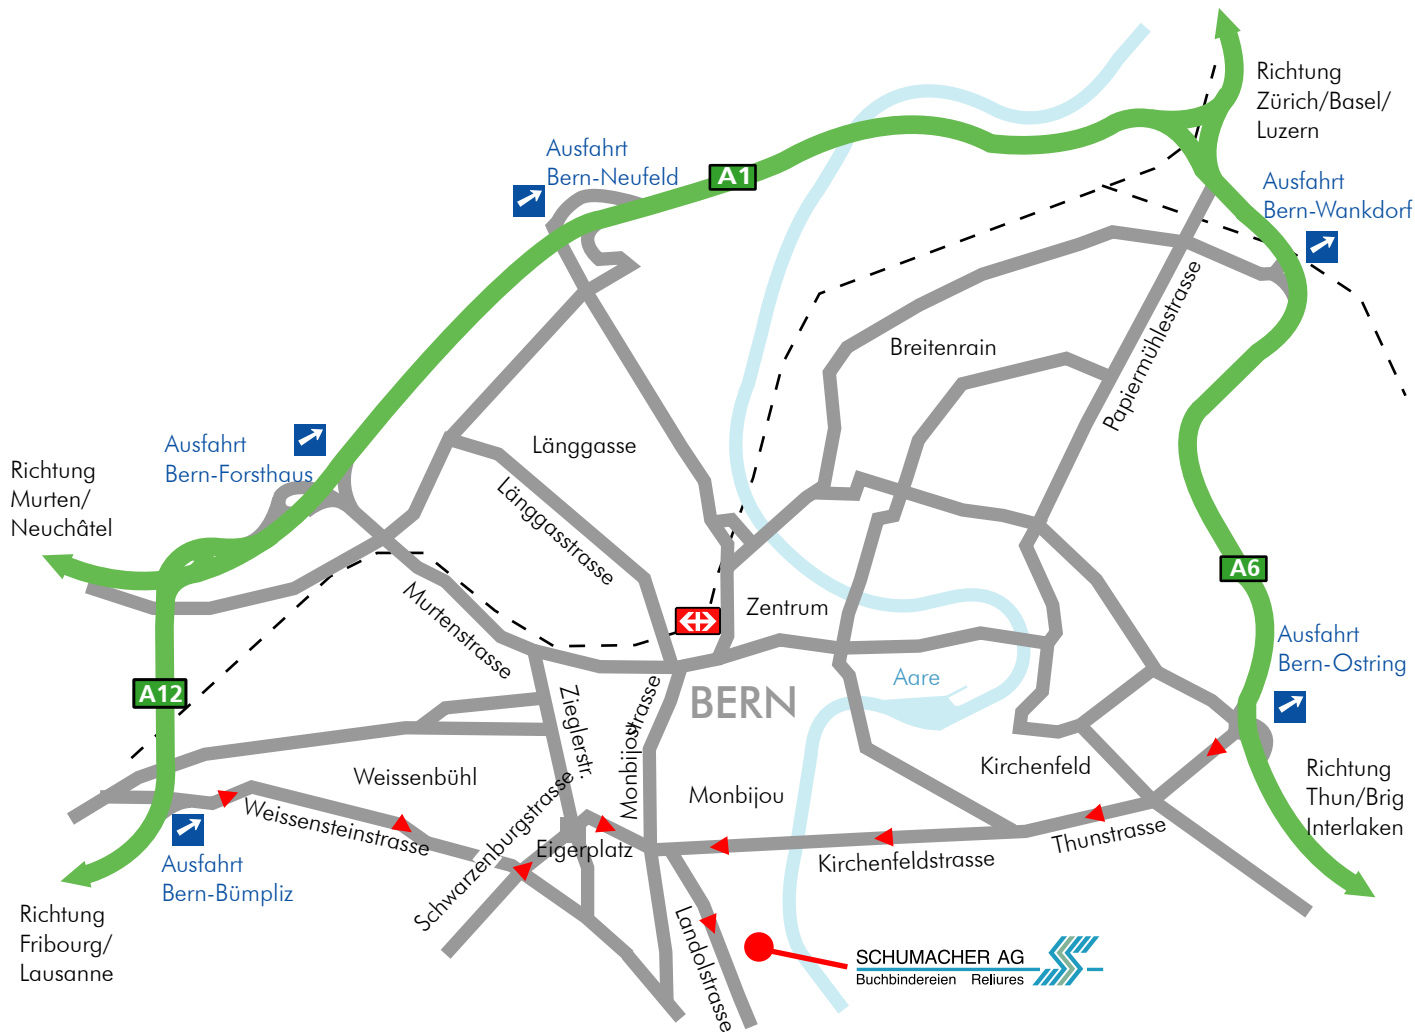 Richtung
Zürich/Basel/
Luzern
Ausfahrt
Bern-Neufeld
A1
Ausfahrt
Bern-Wankdorf
Papiermühlestrasse
Breitenrain
Ausfahrt
Bern-Forsthaus
Länggasse
Richtung
Murten/
Neuchâtel
Länggasstrasse
A6
Murtenstrasse
Zentrum
Ausfahrt
Bern-Ostring
A12
Zieglerstr.
Monbijoustrasse
BERN
Aare
Weissenbühl
Kirchenfeld
Monbijou
Richtung
Thun/Brig
Interlaken
Weissensteinstrasse
Schwarzenburgstrasse
Eigerplatz
Kirchenfeldstrasse
Thunstrasse
Ausfahrt
Bern-Bümpliz
Richtung
Fribourg/
Lausanne
Landolstrasse
SCHUMACHER AG
Buchbindereien Reliures